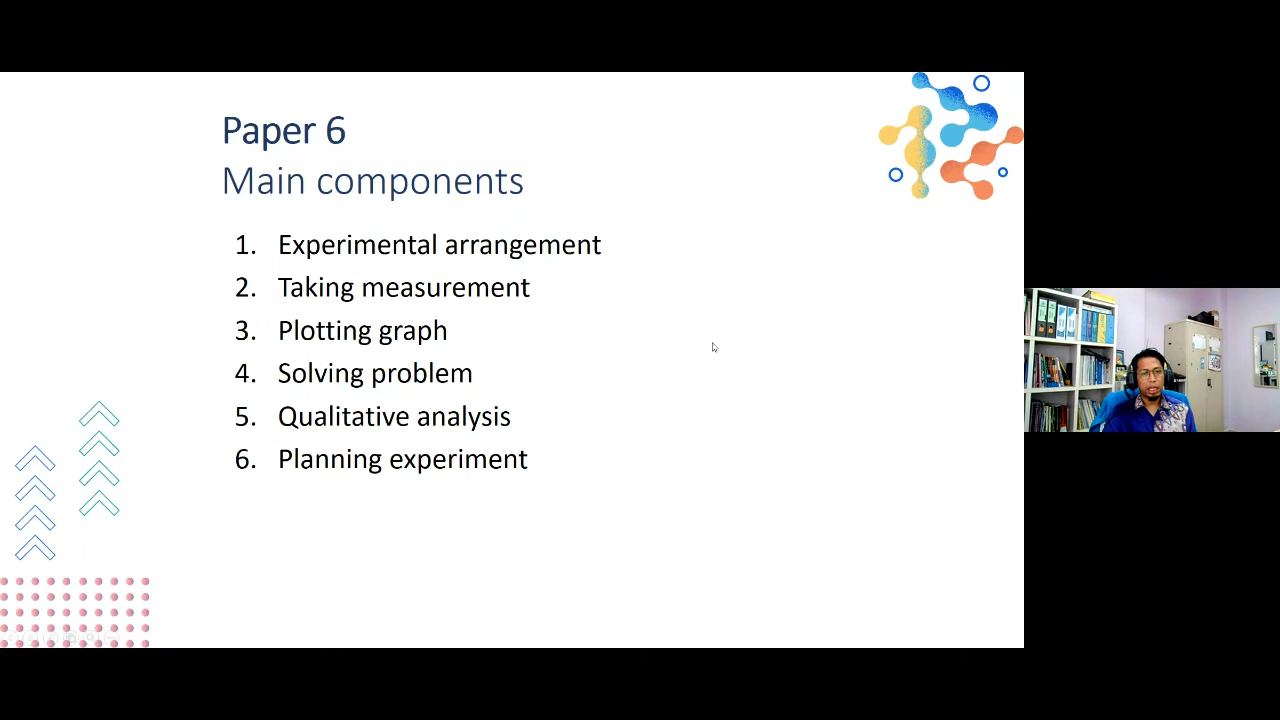 Paper 6
Main components
1. Experimental arrangement
2. Taking measurement
3. Plotting graph
4. Solving problem
5. Qualitative analysis
6. Planning experiment